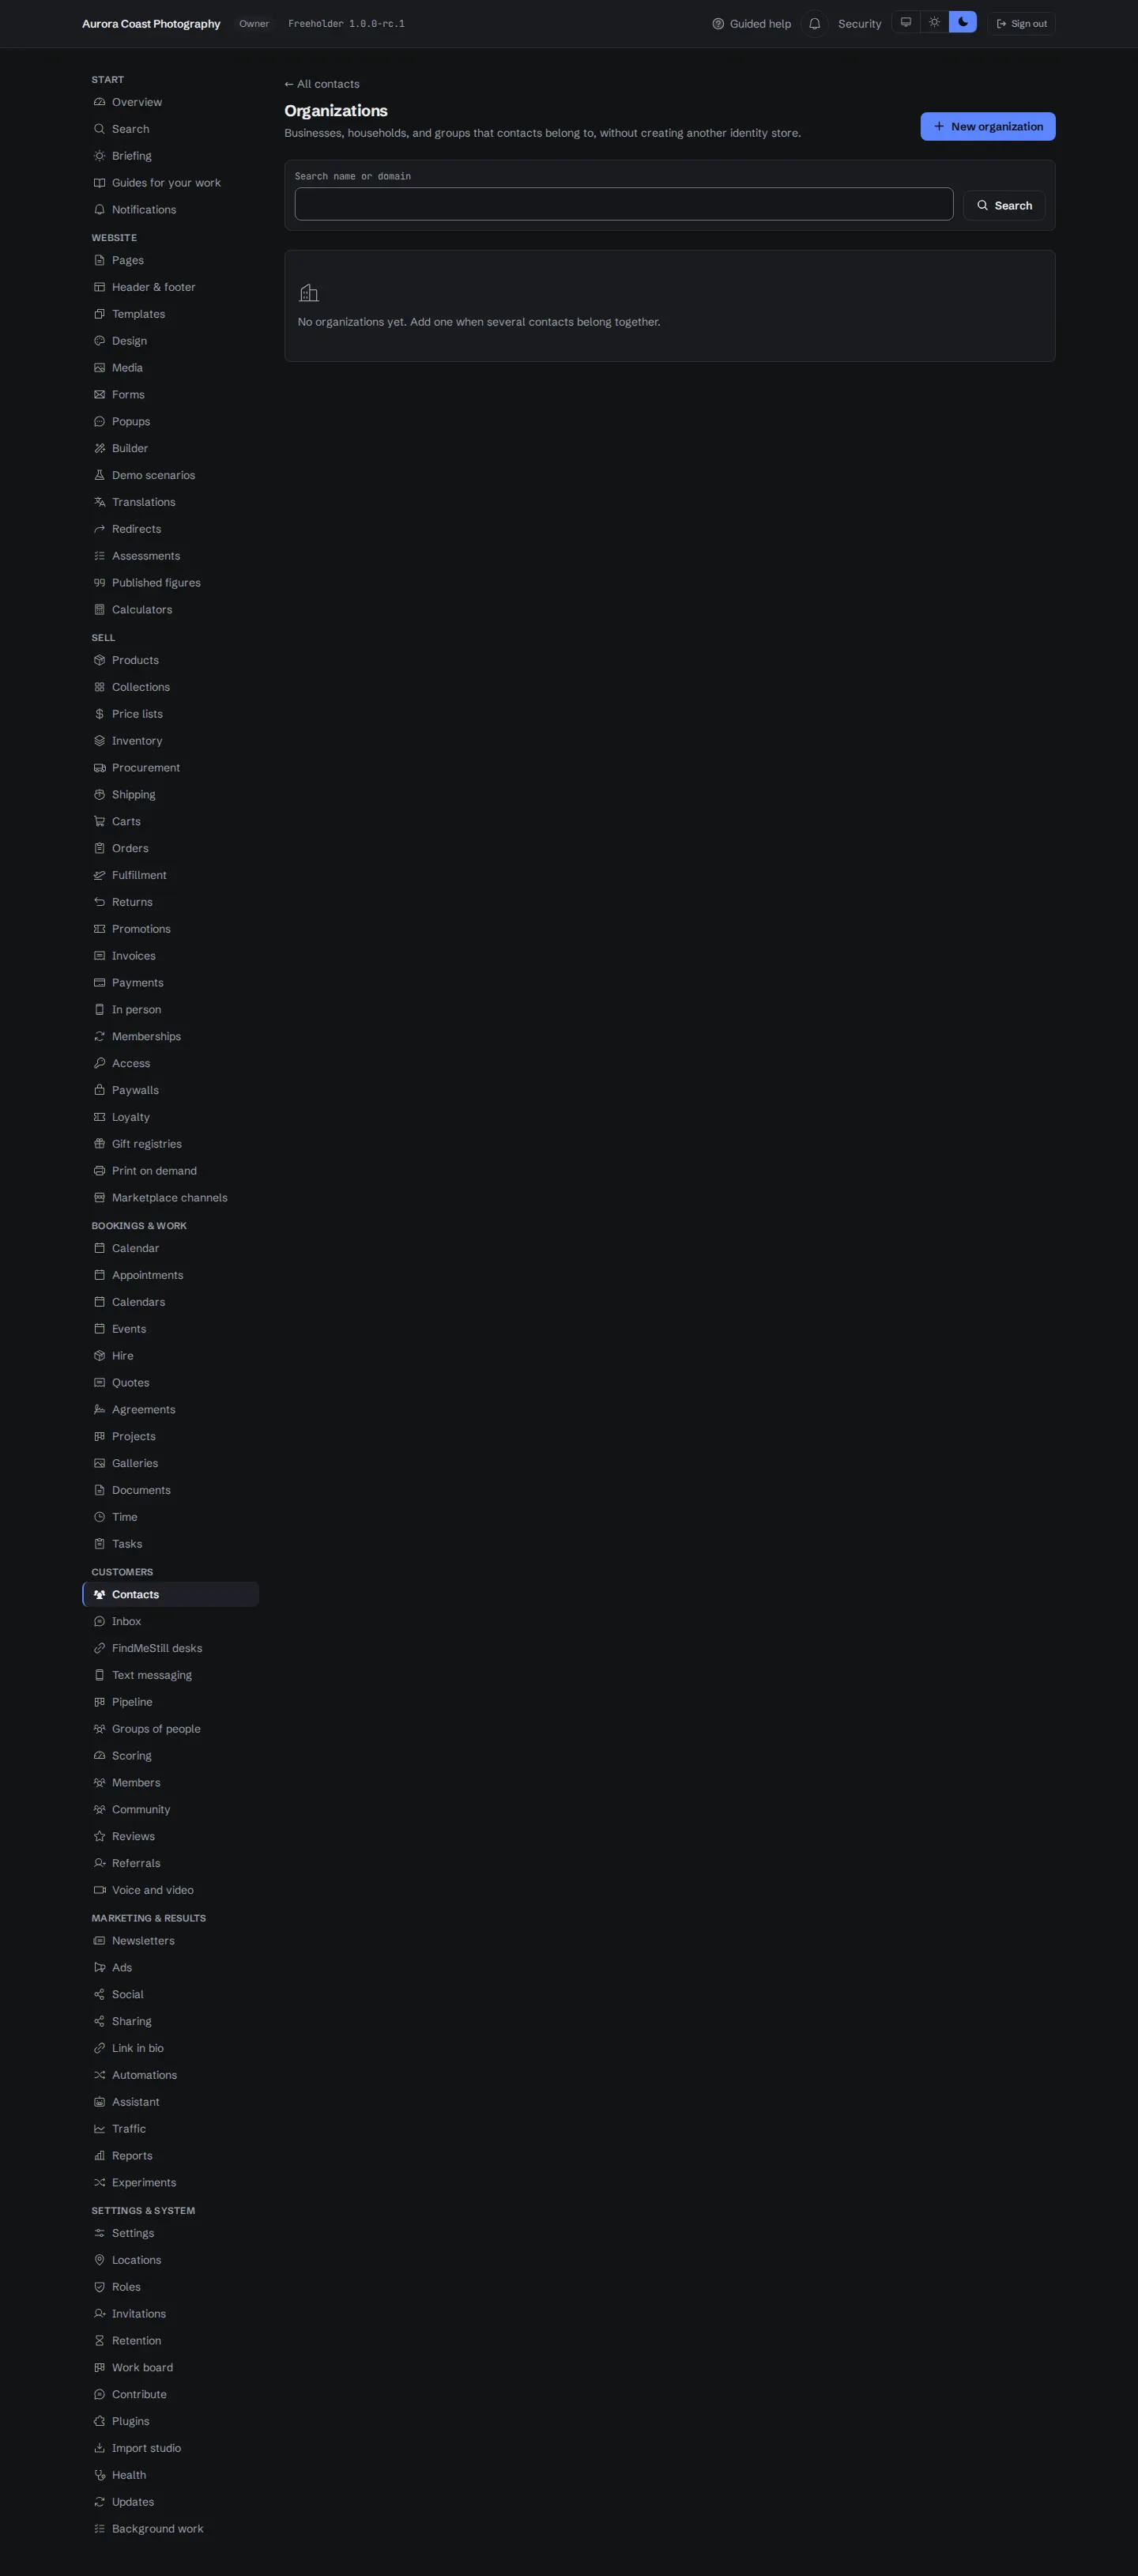 Aurora Coast Photography Owner Freeholder 1.0.0-rc.1 Guided help Security Sign out
START
Overview
Search
Briefing
Guides for your work
Notifications
WEBSITE
Pages
Header & footer
Templates
Design
Media
Forms
Popups
Builder
Demo scenarios
Translations
Redirects
Assessments
Published figures
Calculators
SELL
Products
Collections
Price lists
Inventory
Procurement
Shipping
Carts
Orders
Fulfillment
Returns
Promotions
Invoices
Payments
In person
Memberships
Access
Paywalls
Loyalty
Gift registries
Print on demand
Marketplace channels
BOOKINGS & WORK
Calendar
Appointments
Calendars
Events
Hire
Quotes
Agreements
Projects
Galleries
Documents
Time
Tasks
CUSTOMERS
Contacts
Inbox
FindMeStill desks
Text messaging
Pipeline
Groups of people
Scoring
Members
Community
Reviews
Referrals
Voice and video
MARKETING & RESULTS
Newsletters
Ads
Social
Sharing
Link in bio
Automations
Assistant
Traffic
Reports
Experiments
SETTINGS & SYSTEM
Settings
Locations
Roles
Invitations
Retention
Work board
Contribute
Plugins
Import studio
Health
Updates
Background work
← All contacts
Organizations
Businesses, households, and groups that contacts belong to, without creating another identity store.
+ New organization
Search name or domain
Search
No organizations yet. Add one when several contacts belong together.